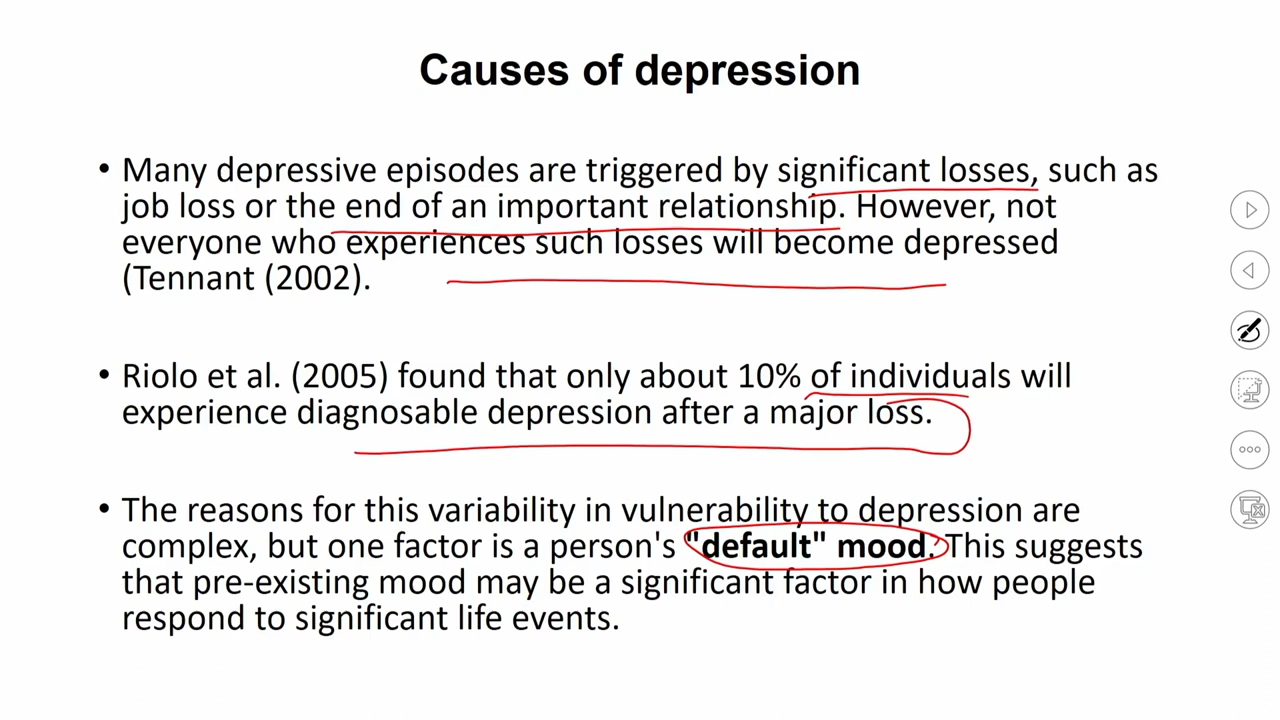 Causes of depression
• Many depressive episodes are triggered by significant losses, such as
job loss or the end of an important relationship. However, not
everyone who experiences such losses will become depressed
(Tennant (2002).
• Riolo et al. (2005) found that only about 10% of individuals will
experience diagnosable depression after a major loss.
• The reasons for this variability in vulnerability to depression are
complex, but one factor is a person's "default" mood. This suggests
that pre-existing mood may be a significant factor in how people
respond to significant life events.